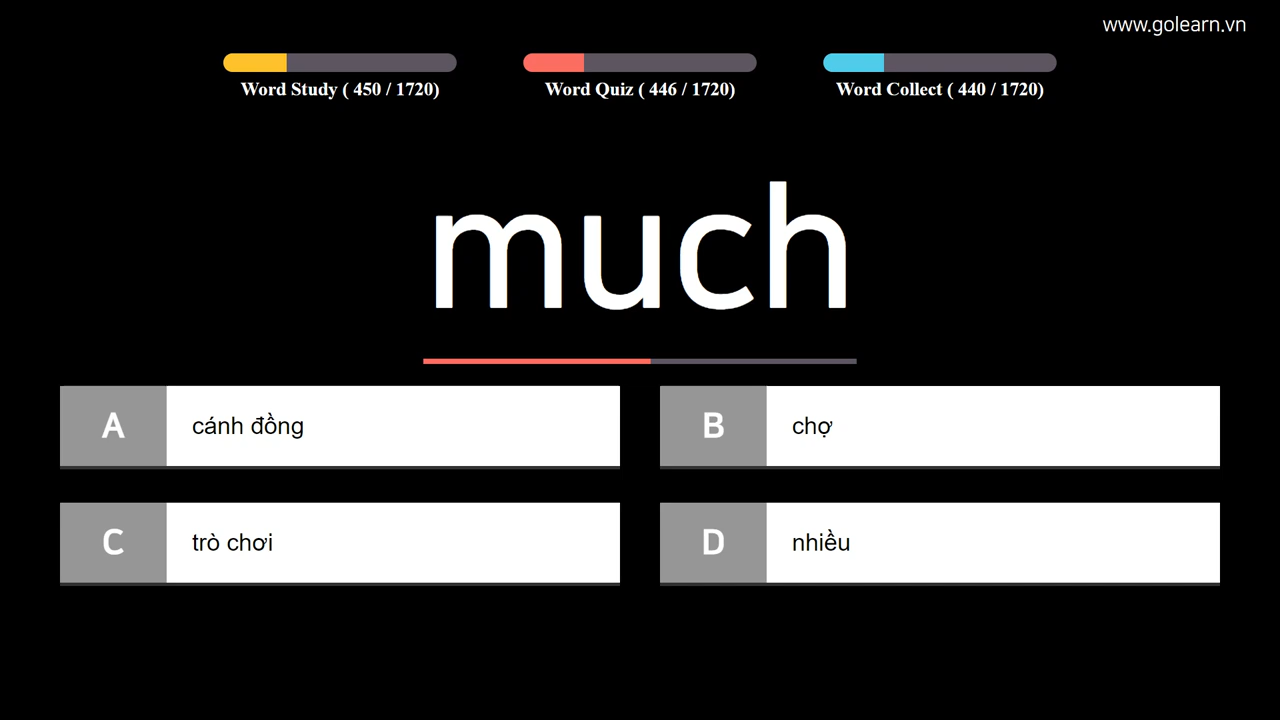 www.golearn.vn
Word Study ( 450 / 1720)
Word Quiz ( 446 / 1720)
Word Collect ( 440 / 1720)
much
A cánh đồng
B chợ
C trò chơi
D nhiều